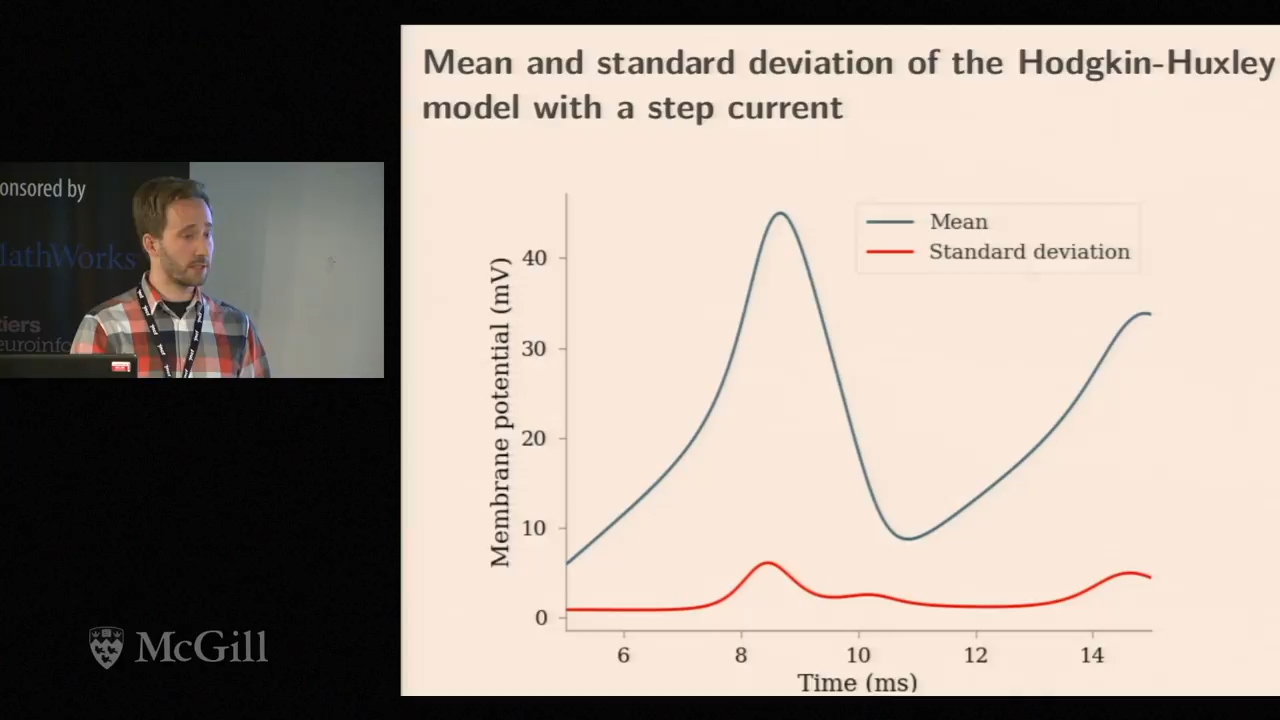 Mean and standard deviation of the Hodgkin-Huxley
model with a step current
onsored by
MathWorks
tiers
euroinfo
McGill
Membrane potential (mV)
40
30
20
10
0
Mean
Standard deviation
6
8
10
12
14
Time (ms)